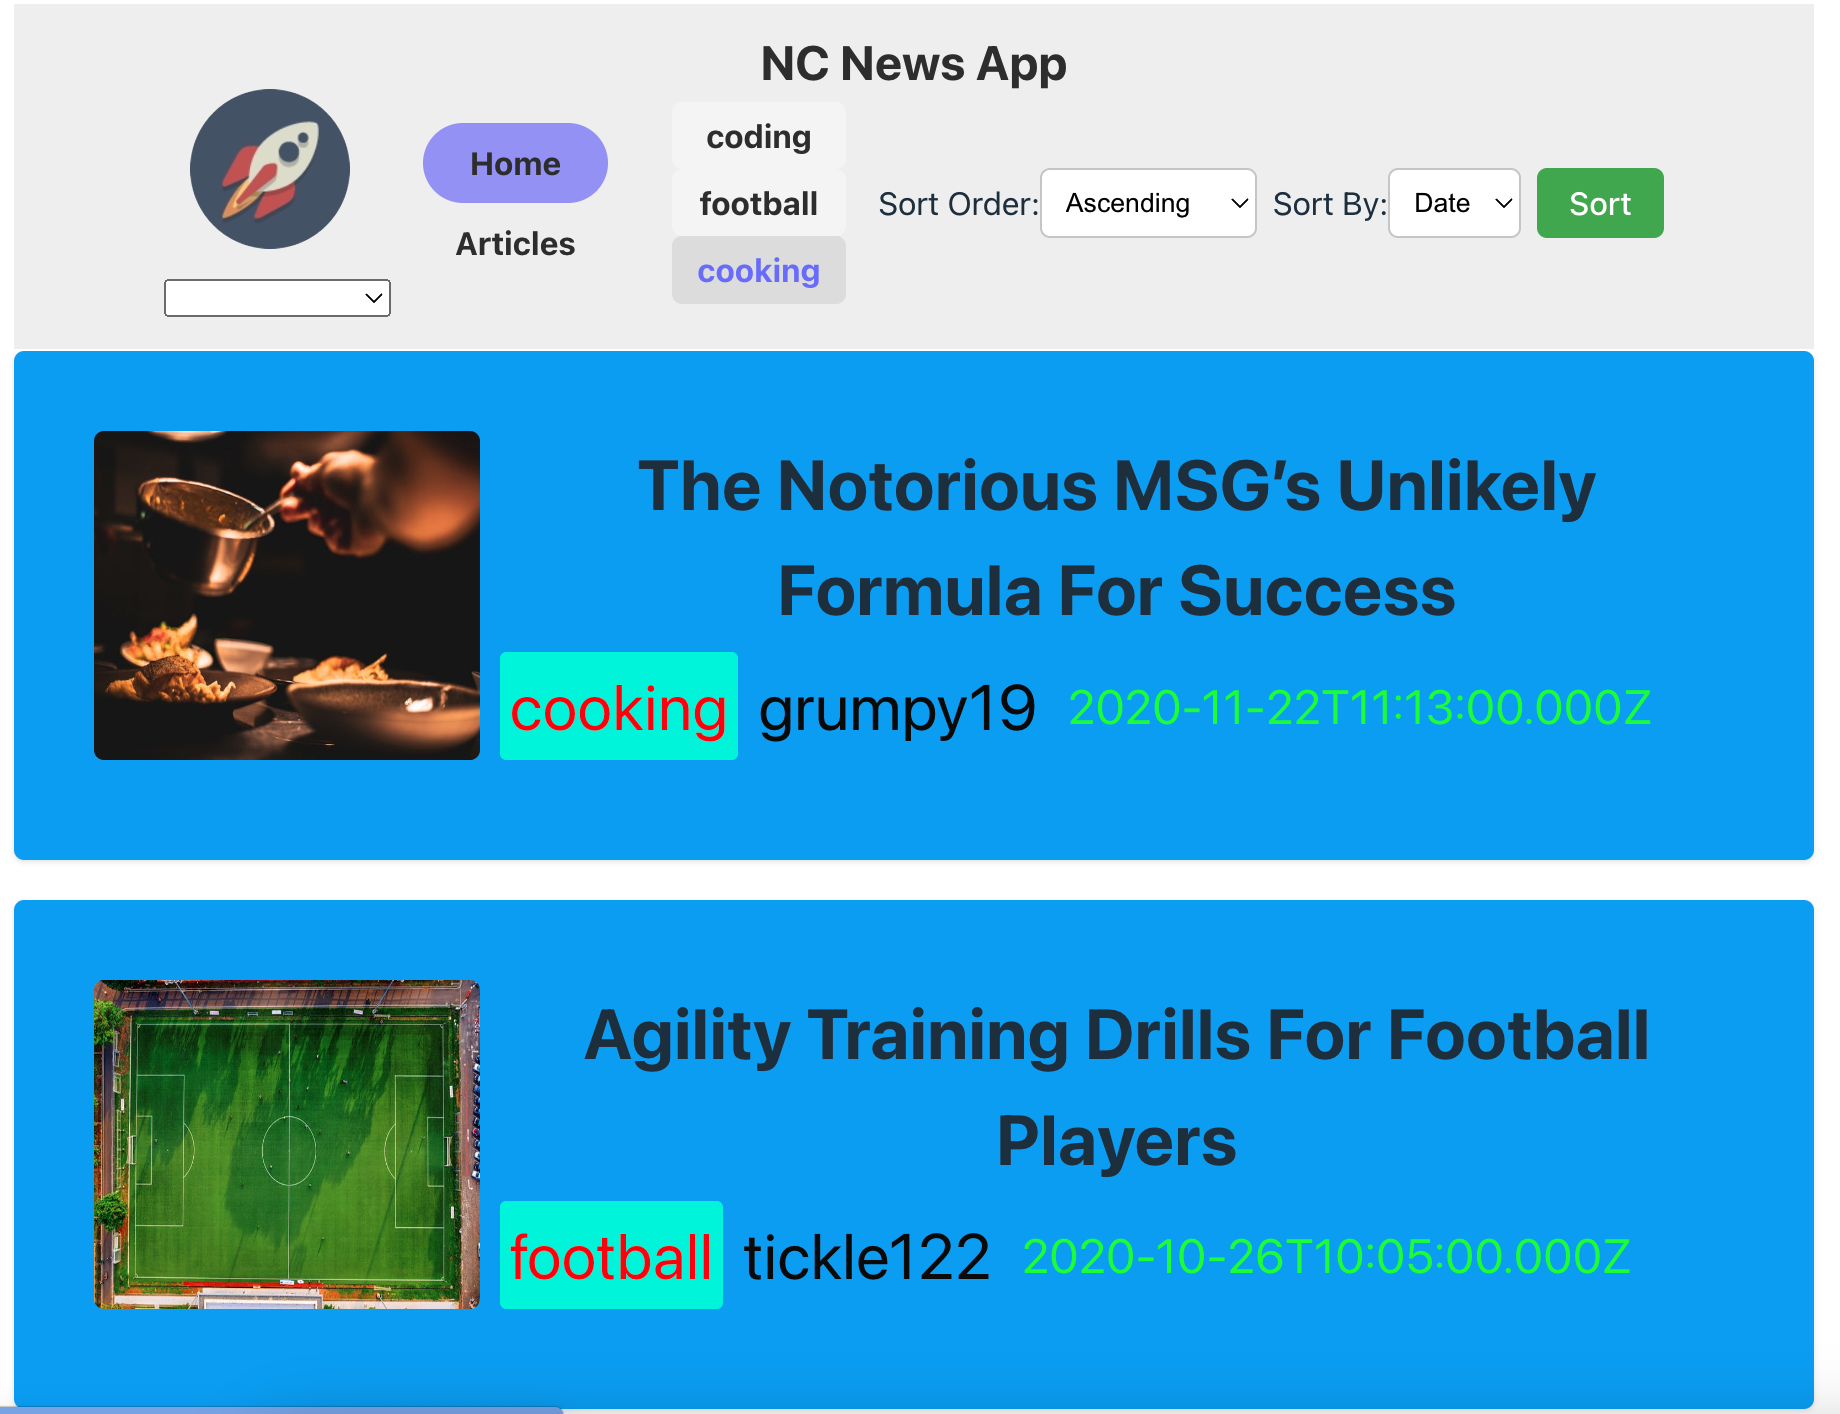 NC News App
Home
Articles
coding
football
cooking
Sort Order: Ascending Sort By: Date Sort
The Notorious MSG’s Unlikely
Formula For Success
cooking grumpy19 2020-11-22T11:13:00.000Z
Agility Training Drills For Football
Players
football tickle122 2020-10-26T10:05:00.000Z